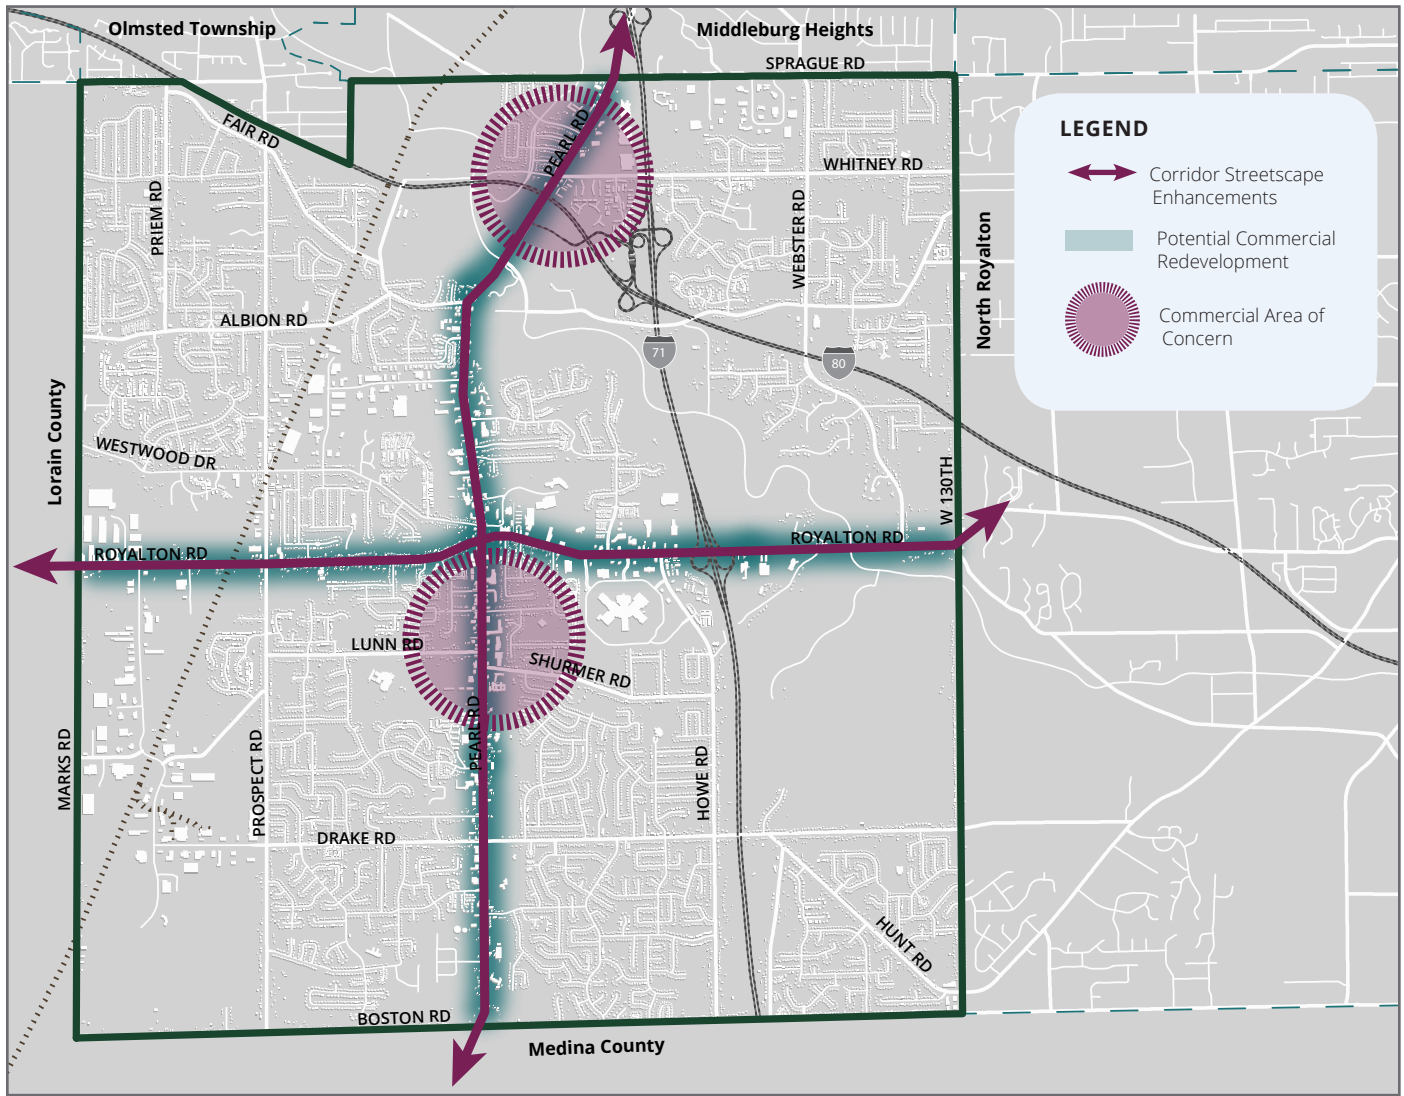 Olmsted Township
Middleburg Heights
SPRAGUE RD
FAIR RD
PEARL RD
WHITNEY RD
PRIEM RD
WEBSTER RD
North Royalton
ALBION RD
71
80
Lorain County
WESTWOOD DR
W 130TH
ROYALTON RD
ROYALTON RD
LUNN RD
SHURMER RD
PEARL RD
MARKS RD
PROSPECT RD
HOWE RD
DRAKE RD
HUNT RD
BOSTON RD
Medina County
LEGEND
Corridor Streetscape
Enhancements
Potential Commercial
Redevelopment
Commercial Area of
Concern